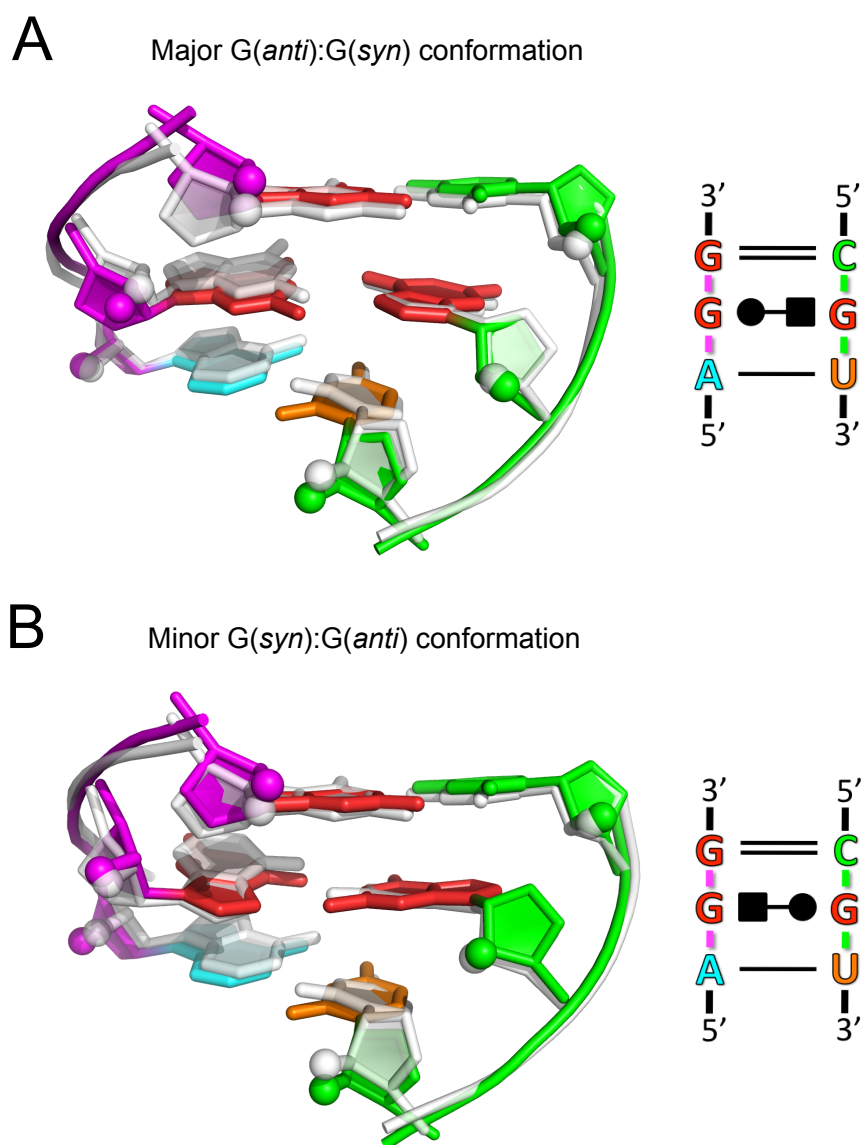 A
Major G(anti):G(syn) conformation
3’ 5’
G C
G G
A U
5’ 3’
B
Minor G(syn):G(anti) conformation
3’ 5’
G C
G G
A U
5’ 3’